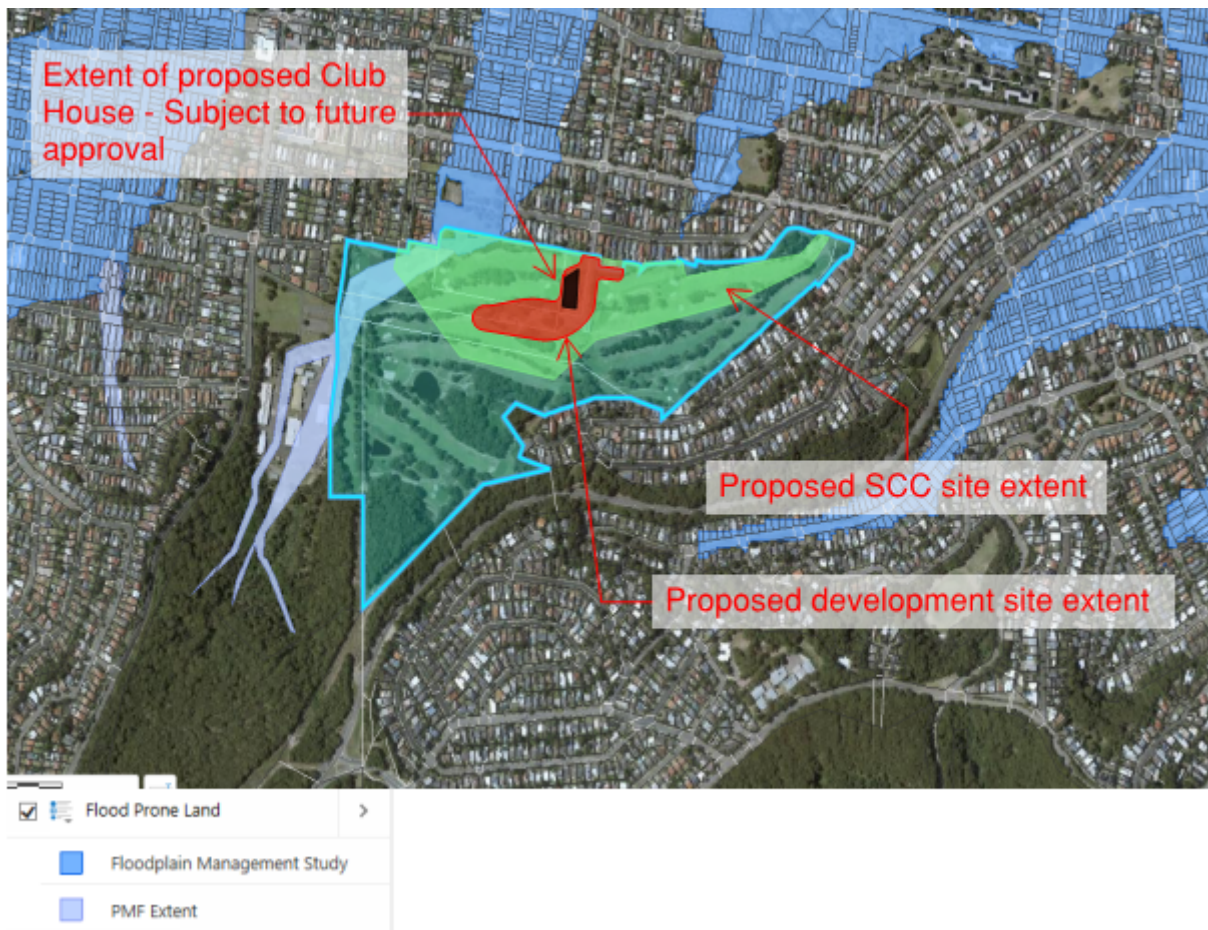 Extent of proposed Club
House - Subject to future
approval
Proposed SCC site extent
Proposed development site extent
Flood Prone Land
Floodplain Management Study
PMF Extent